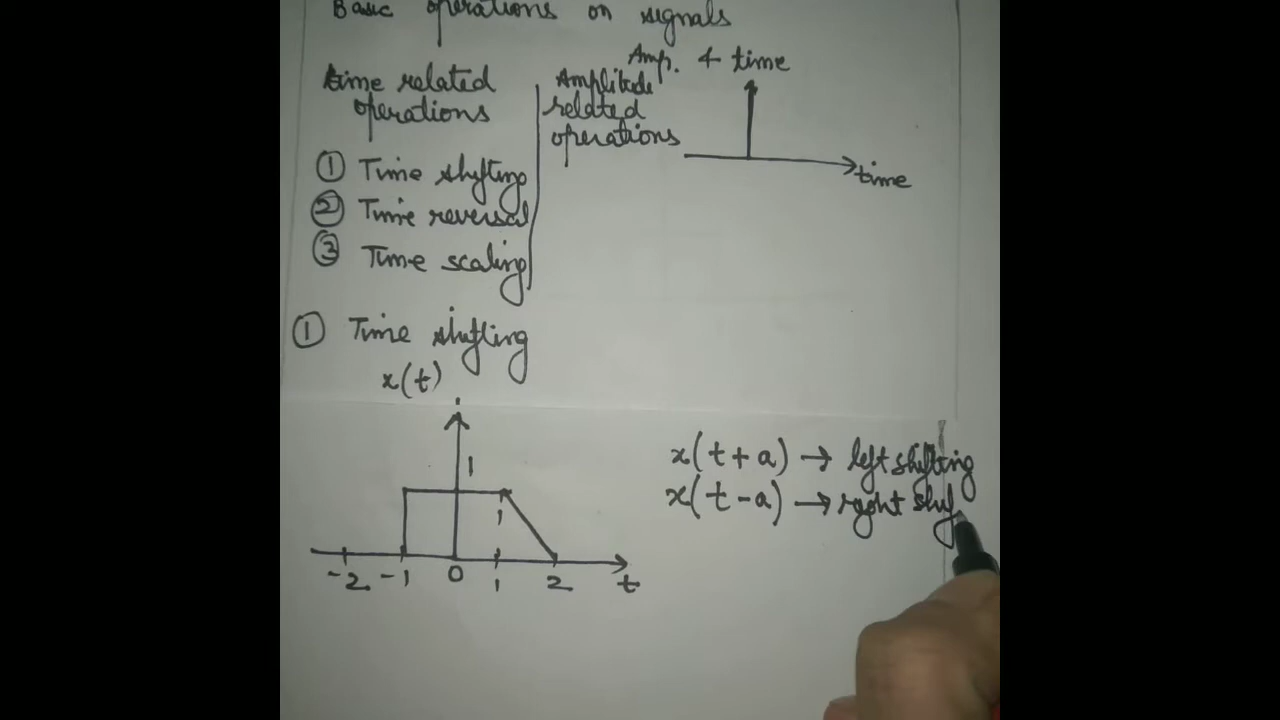 Basic operations on signals
time related operations
Amplitude related operations
Amp. & time
time
① Time shifting
② Time reversal
③ Time scaling
① Time shifting
x(t)
1
1
-2 -1 0 1 2 t
x(t+a) → left shifting
x(t-a) → right shif